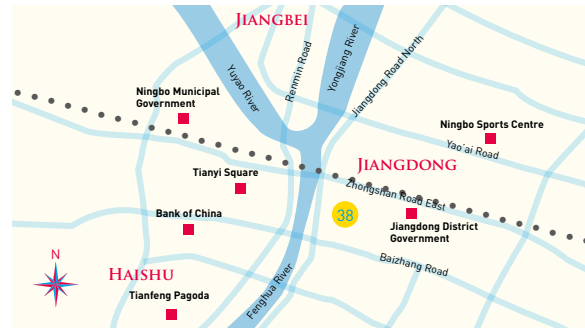 JIANGBEI
Renmin Road
Yongjiang River
Yuyao River
Jiangdong Road North
Ningbo Municipal
Government
Ningbo Sports Centre
Yao'ai Road
JIANGDONG
Tianyi Square
Zhongshan Road East
Bank of China
38
Jiangdong District
Government
Baizhang Road
N
HAISHU
Fenghua River
Tianfeng Pagoda